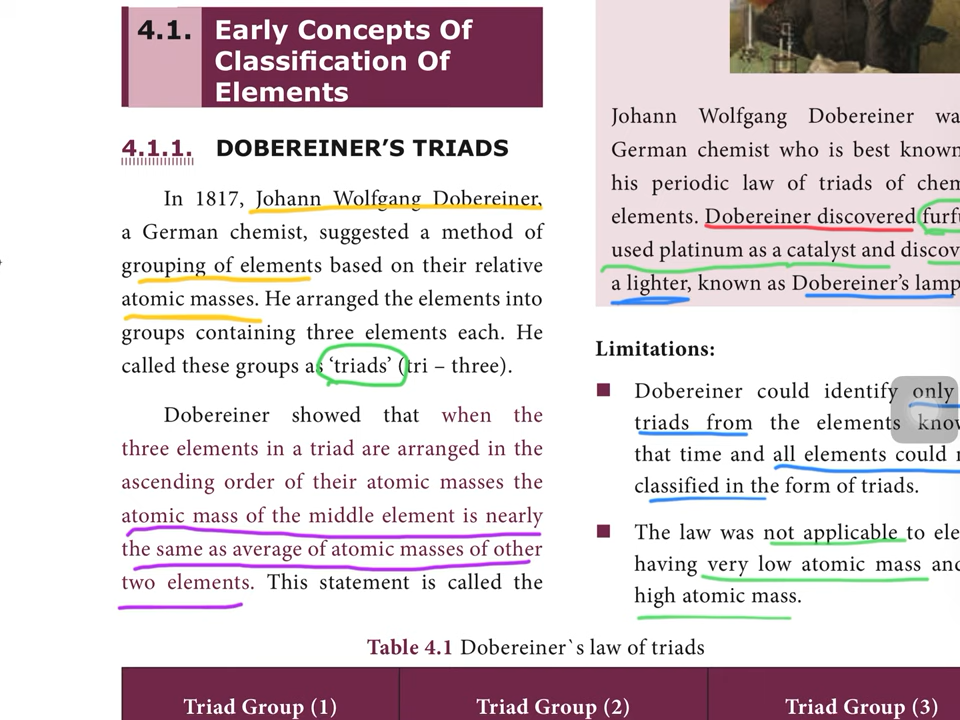 4.1. Early Concepts Of
Classification Of
Elements
4.1.1. DOBEREINER'S TRIADS
In 1817, Johann Wolfgang Dobereiner,
a German chemist, suggested a method of
grouping of elements based on their relative
atomic masses. He arranged the elements into
groups containing three elements each. He
called these groups as ‘triads’ (tri – three).
Dobereiner showed that when the
three elements in a triad are arranged in the
ascending order of their atomic masses the
atomic mass of the middle element is nearly
the same as average of atomic masses of other
two elements. This statement is called the
Johann Wolfgang Dobereiner
German chemist who is best known
his periodic law of triads of
elements. Dobereiner discovered
used platinum as a catalyst and
a lighter, known as Dobereiner's lamp
Limitations:
■ Dobereiner could identify only
triads from the elements
that time and all elements could
classified in the form of triads.
■ The law was not applicable to
having very low atomic mass
high atomic mass.
Table 4.1 Dobereiner`s law of triads
Triad Group (1) Triad Group (2) Triad Group (3)